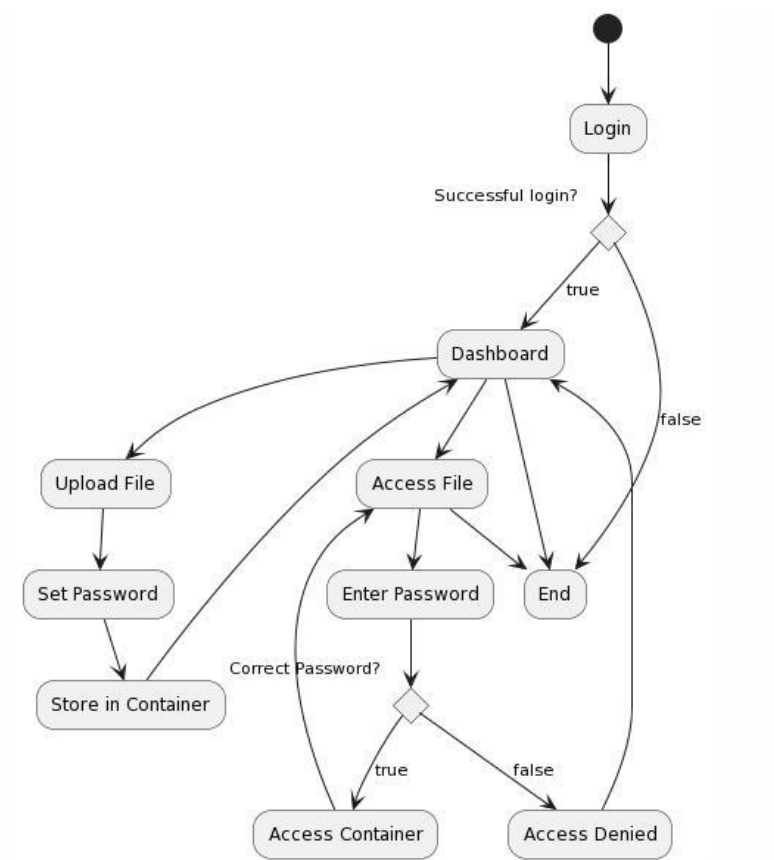 Login
Successful login?
true
Dashboard
false
Upload File
Access File
Set Password
Enter Password
End
Correct Password?
Store in Container
true
false
Access Container
Access Denied